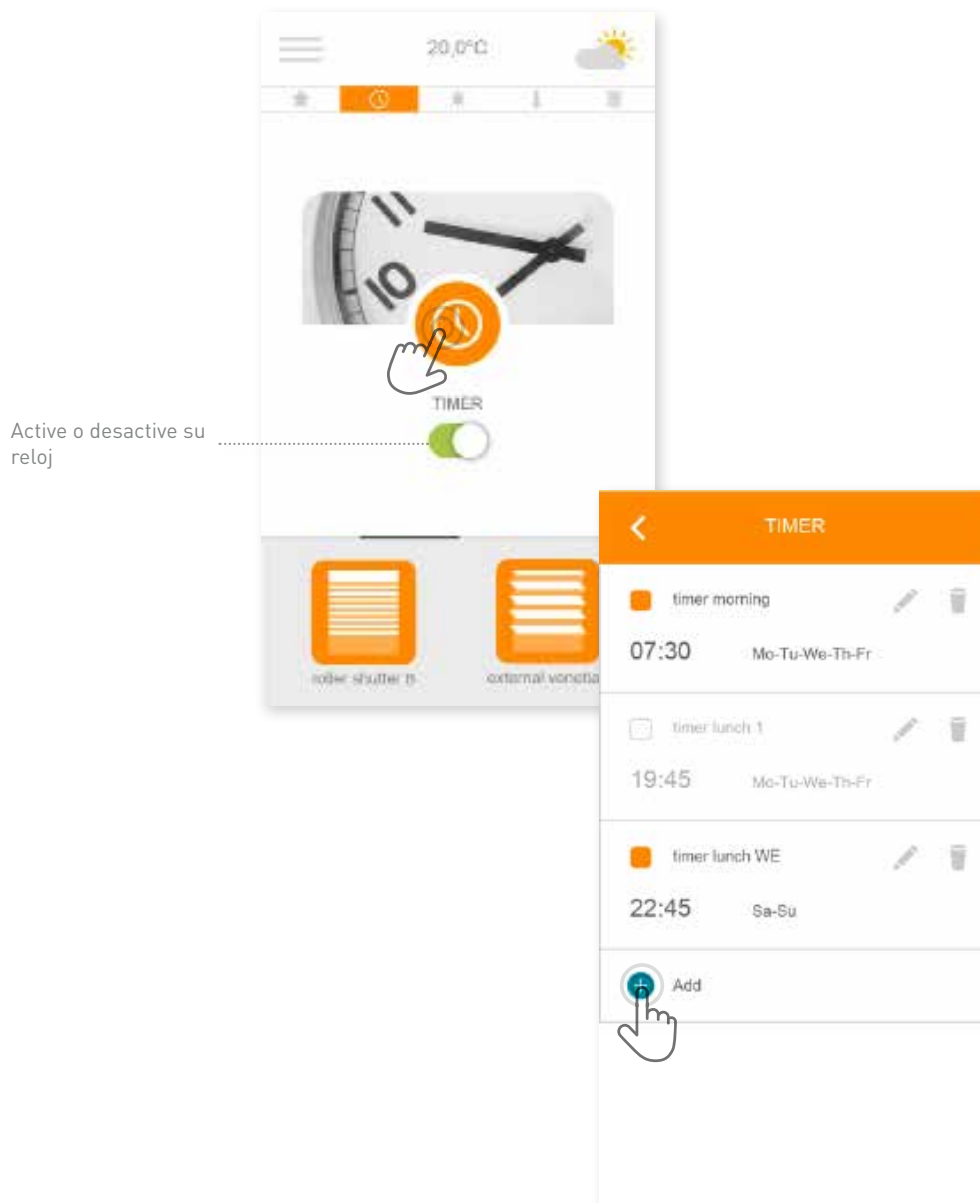 20,0°C
11
10
TIMER
Active o desactive su
reloj
roller shutter
external
TIMER
timer morning
07:30 Mo-Tu-We-Th-Fr
timer lunch 1
19:45 Mo-Tu-We-Th-Fr
timer lunch WE
22:45 Sa-Su
Add